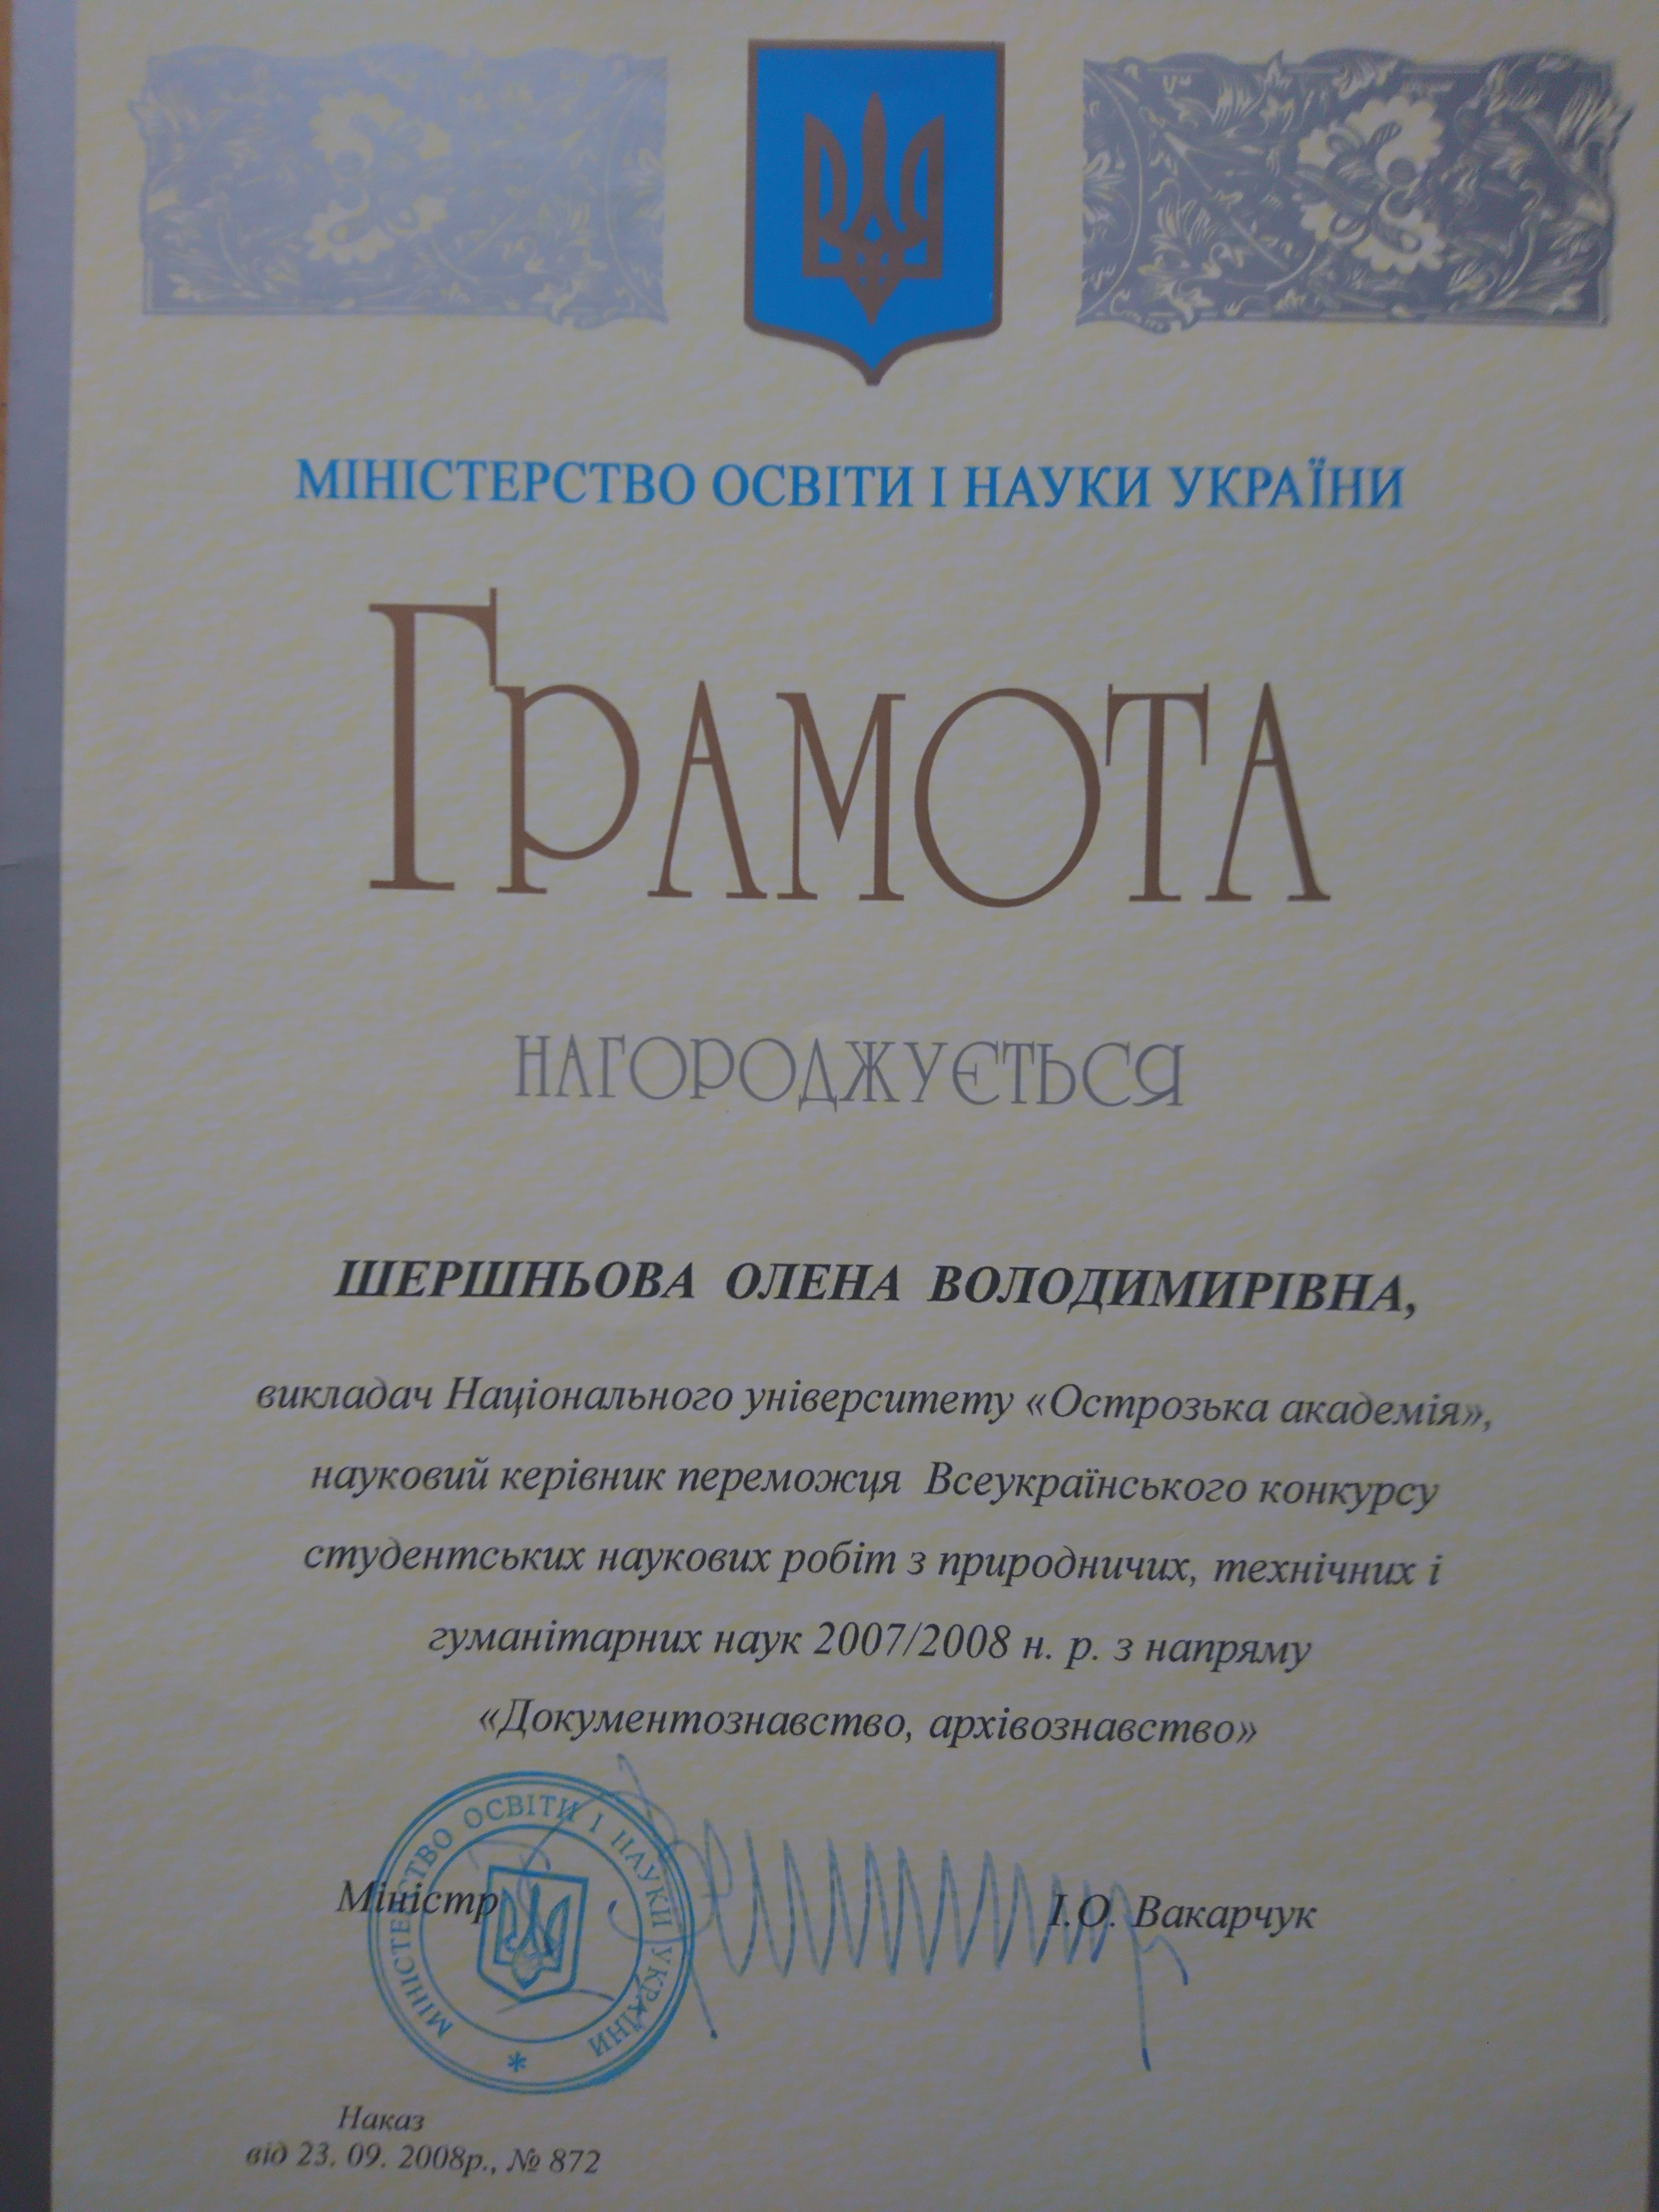 МІНІСТЕРСТВО ОСВІТИ І НАУКИ УКРАЇНИ
ГРАМОТА
НАГОРОДЖУЄТЬСЯ
ШЕРШНЬОВА ОЛЕНА ВОЛОДИМИРІВНА,
викладач Національного університету «Острозька академія»,
науковий керівник переможця Всеукраїнського конкурсу
студентських наукових робіт з природничих, технічних і
гуманітарних наук 2007/2008 н. р. з напряму
«Документознавство, архівознавство»
МІНІСТЕРСТВО ОСВІТИ І НАУКИ УКРАЇНИ *
Міністр І.О. Вакарчук
Наказ
від 23. 09. 2008р., № 872